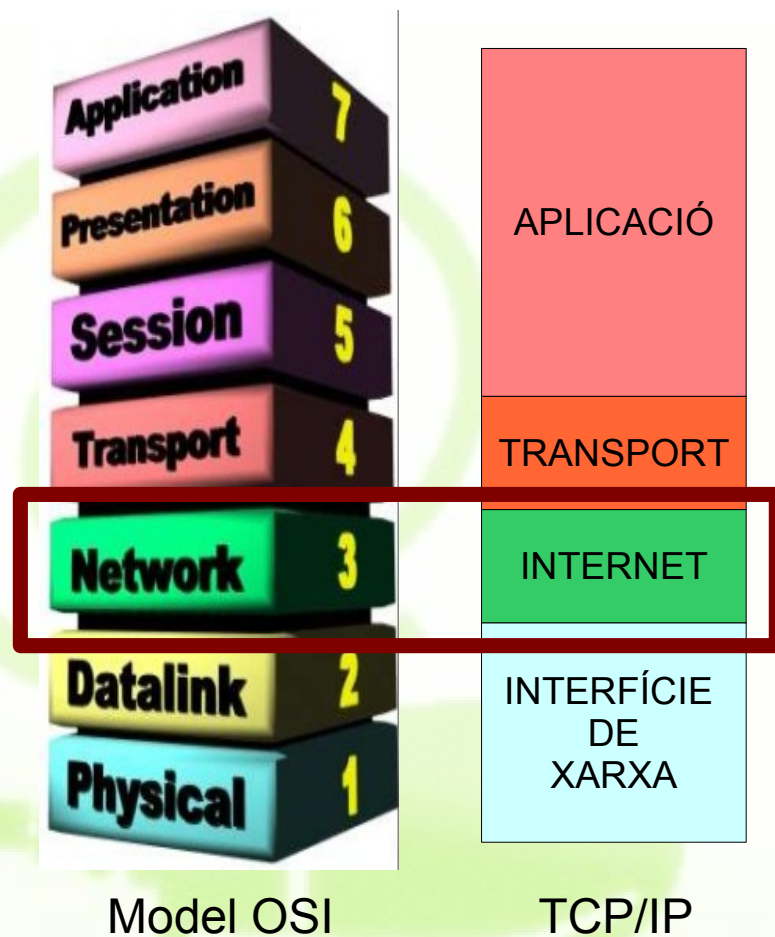 Application 7
Presentation 6
Session 5
Transport 4
Network 3
Datalink 2
Physical 1
Model OSI
APLICACIÓ
TRANSPORT
INTERNET
INTERFÍCIE
DE
XARXA
TCP/IP